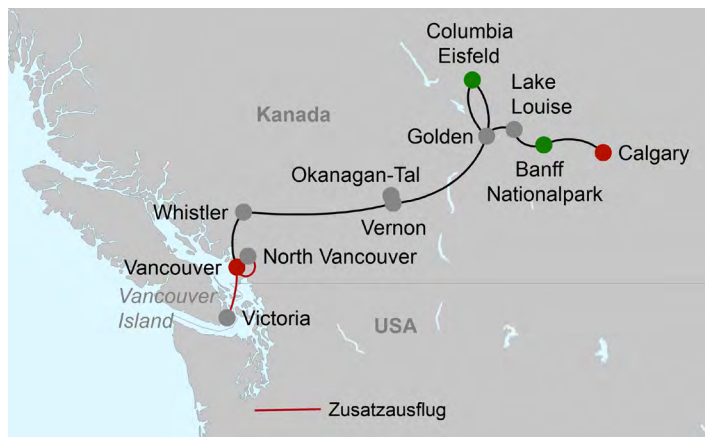 Columbia
Eisfeld
Lake
Louise
Kanada
Golden
Calgary
Banff
Nationalpark
Okanagan-Tal
Vernon
Whistler
North Vancouver
Vancouver
Vancouver
Island
Victoria
USA
Zusatzausflug